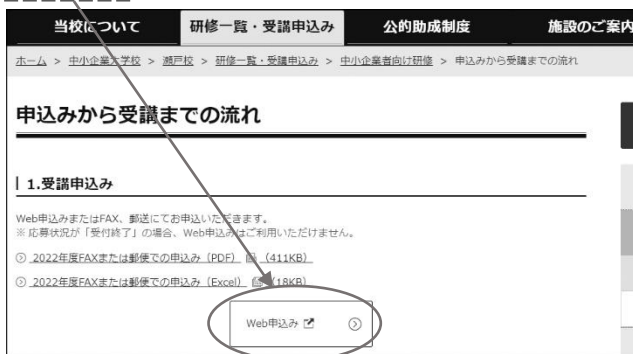 当校について 研修一覧・受講申込み 公的助成制度 施設のご案内
ホーム > 中小企業大学校 > 瀬戸校 > 研修一覧・受講申込み > 中小企業者向け研修 > 申込みから受講までの流れ
申込みから受講までの流れ
1.受講申込み
Web申込みまたはFAX、郵送にてお申込いただきます。
※ 応募状況が「受付終了」の場合、Web申込みはご利用いただけません。
2022年度FAXまたは郵便での申込み（PDF）（411KB）
2022年度FAXまたは郵便での申込み（Excel）（18KB）
Web申込み